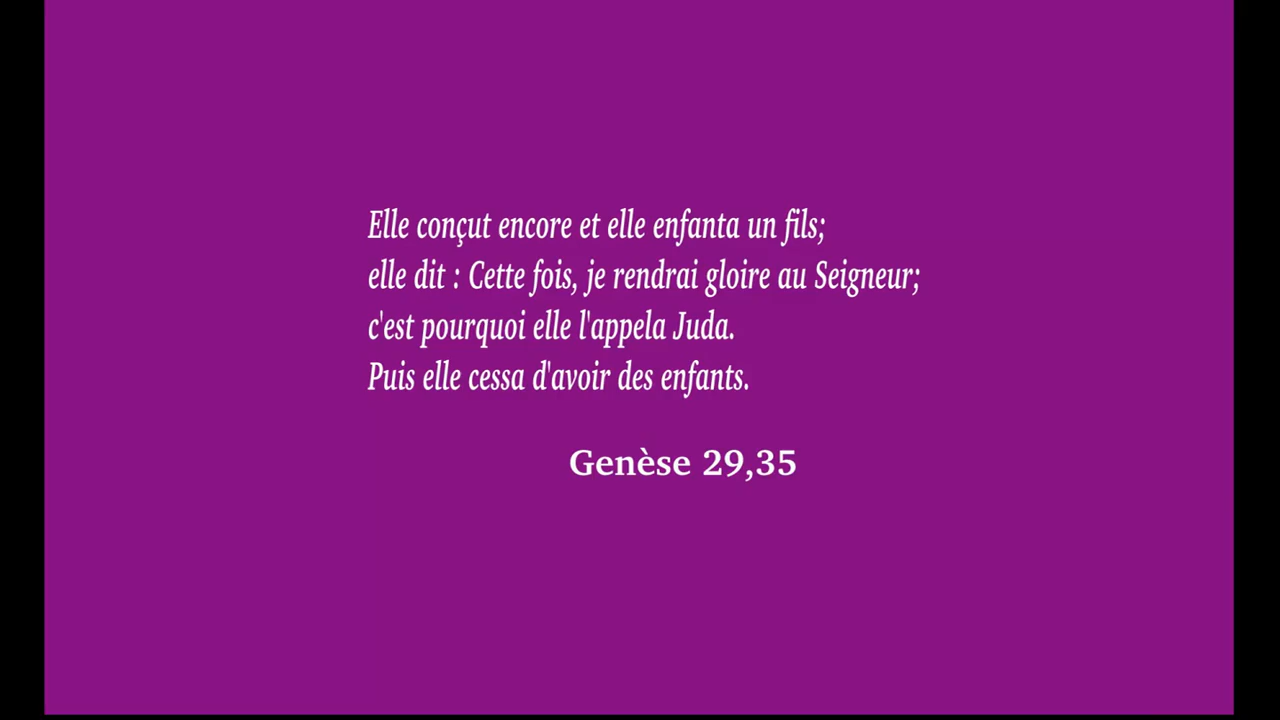 Elle conçut encore et elle enfanta un fils;
elle dit : Cette fois, je rendrai gloire au Seigneur;
c'est pourquoi elle l'appela Juda.
Puis elle cessa d'avoir des enfants.
Genèse 29,35